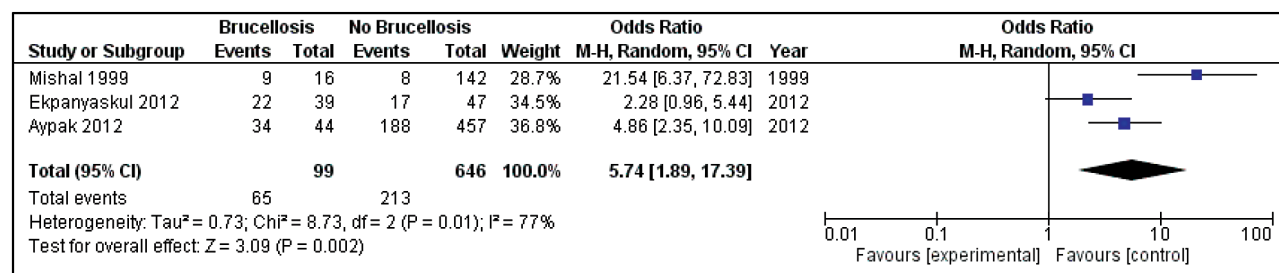 Brucellosis No Brucellosis Odds Ratio Odds Ratio
Study or Subgroup Events Total Events Total Weight M-H, Random, 95% CI Year M-H, Random, 95% CI
Mishal 1999 9 16 8 142 28.7% 21.54 [6.37, 72.83] 1999
Ekpanyaskul 2012 22 39 17 47 34.5% 2.28 [0.96, 5.44] 2012
Aypak 2012 34 44 188 457 36.8% 4.86 [2.35, 10.09] 2012
Total (95% CI) 99 646 100.0% 5.74 [1.89, 17.39]
Total events 65 213
Heterogeneity: Tau² = 0.73; Chi² = 8.73, df = 2 (P = 0.01); I² = 77%
Test for overall effect: Z = 3.09 (P = 0.002)
0.01 0.1 1 10 100
Favours [experimental] Favours [control]